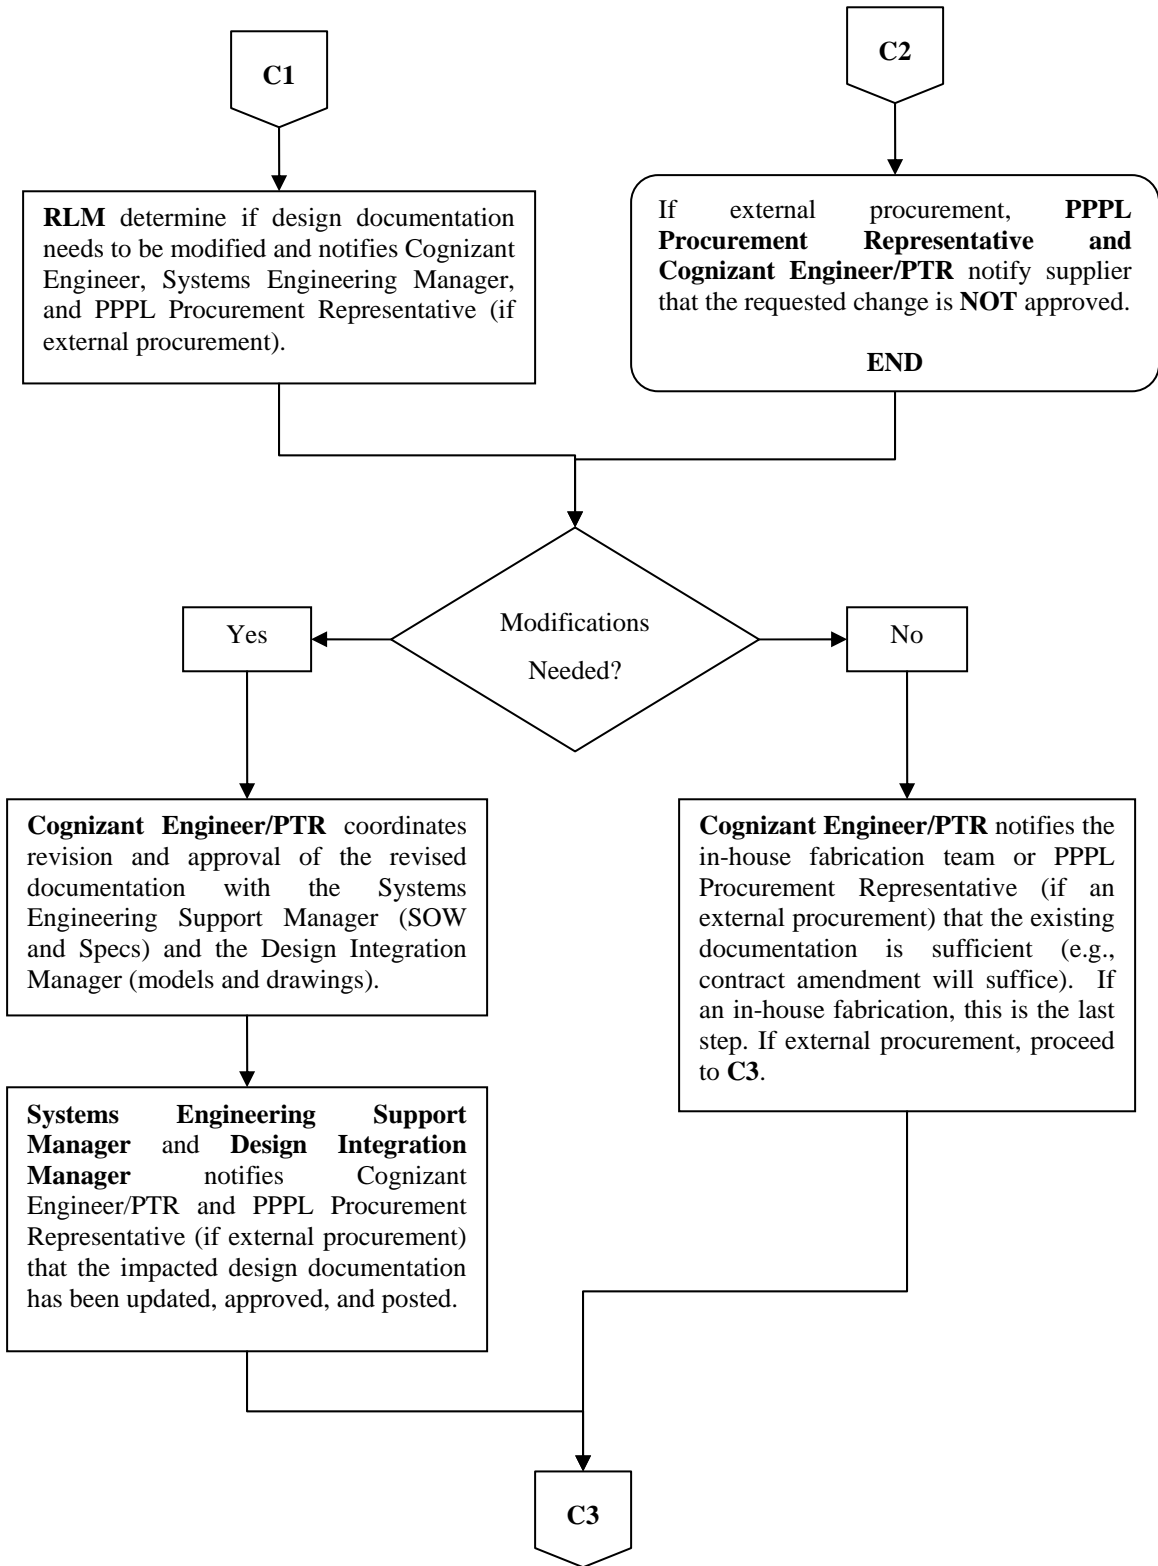 C1
C2
RLM determine if design documentation
needs to be modified and notifies Cognizant
Engineer, Systems Engineering Manager,
and PPPL Procurement Representative (if
external procurement).
If external procurement, PPPL
Procurement Representative and
Cognizant Engineer/PTR notify supplier
that the requested change is NOT approved.
END
Modifications
Needed?
Yes
No
Cognizant Engineer/PTR coordinates
revision and approval of the revised
documentation with the Systems
Engineering Support Manager (SOW
and Specs) and the Design Integration
Manager (models and drawings).
Cognizant Engineer/PTR notifies the
in-house fabrication team or PPPL
Procurement Representative (if an
external procurement) that the existing
documentation is sufficient (e.g.,
contract amendment will suffice). If
an in-house fabrication, this is the last
step. If external procurement, proceed
to C3.
Systems Engineering Support
Manager and Design Integration
Manager notifies Cognizant
Engineer/PTR and PPPL Procurement
Representative (if external procurement)
that the impacted design documentation
has been updated, approved, and posted.
C3